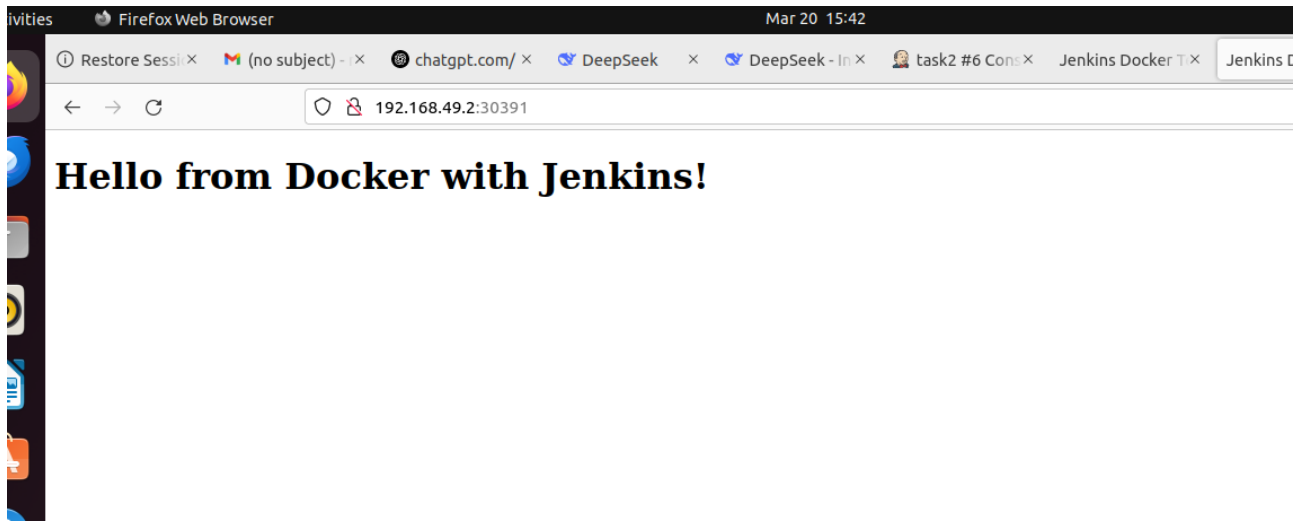 ivities Firefox Web Browser Mar 20 15:42
Restore Sessi × (no subject) - × chatgpt.com/ × DeepSeek × DeepSeek - In × task2 #6 Cons × Jenkins Docker T × Jenkins D
192.168.49.2:30391
Hello from Docker with Jenkins!